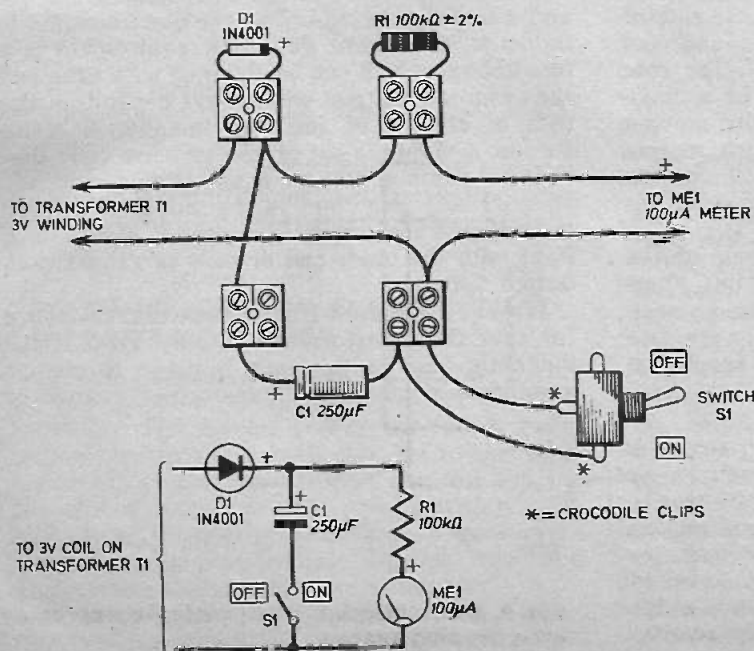 D1
1N4001
+
R1 100kΩ ± 2%
+
TO TRANSFORMER T1
3V WINDING
TO ME1
100μA METER
+
C1 250μF
*
*
OFF
SWITCH
S1
ON
*= CROCODILE CLIPS
+
D1
1N4001
+
C1
250μF
R1
100kΩ
TO 3V COIL ON
TRANSFORMER T1
OFF
ON
S1
+
ME1
100μA